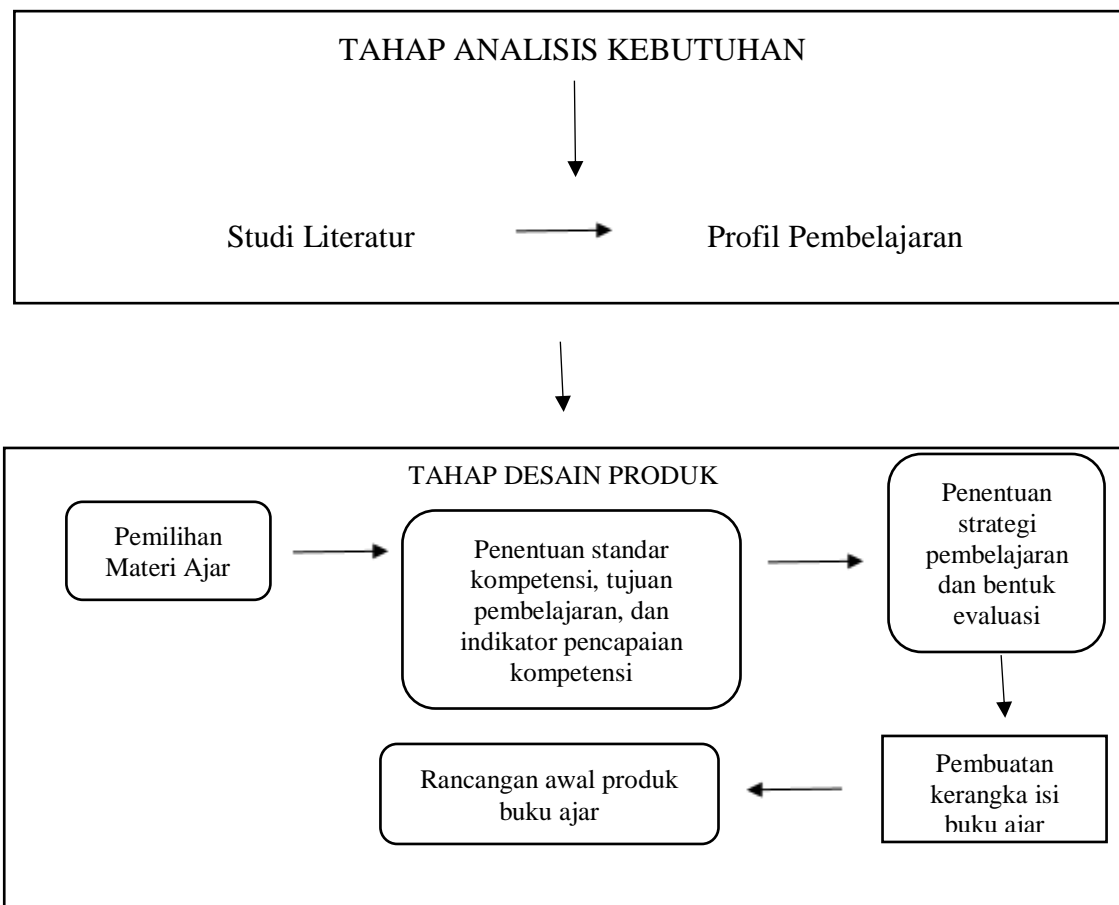 TAHAP ANALISIS KEBUTUHAN
Studi Literatur
Profil Pembelajaran
TAHAP DESAIN PRODUK
Pemilihan
Materi Ajar
Penentuan standar
kompetensi, tujuan
pembelajaran, dan
indikator pencapaian
kompetensi
Penentuan
strategi
pembelajaran
dan bentuk
evaluasi
Pembuatan
kerangka isi
buku ajar
Rancangan awal produk
buku ajar